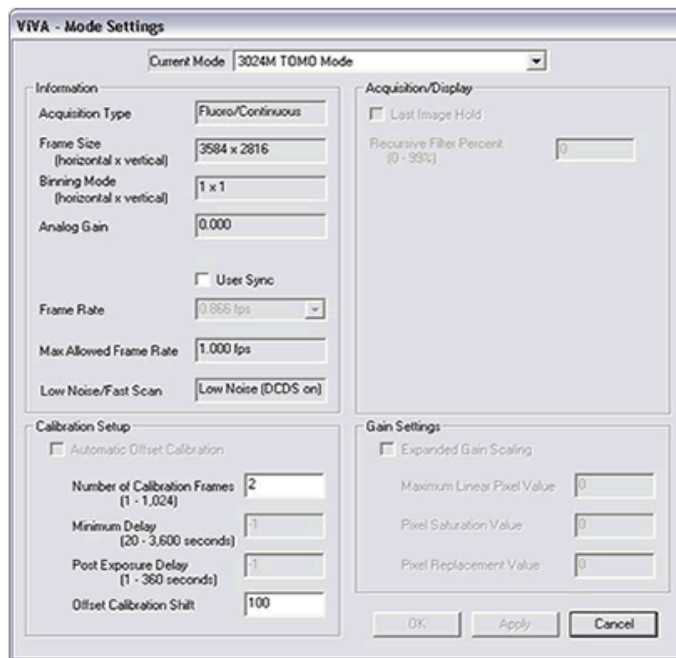 ViVA - Mode Settings
Current Mode 3024M TOMO Mode
Information
Acquisition Type Fluoro/Continuous
Frame Size 3584 x 2816
(horizontal x vertical)
Binning Mode 1 x 1
(horizontal x vertical)
Analog Gain 0.000
User Sync
Frame Rate 0.866 fps
Max Allowed Frame Rate 1.000 fps
Low Noise/Fast Scan Low Noise (DCDS on)
Acquisition/Display
Last Image Hold
Recursive Filter Percent 0
(0 - 99%)
Calibration Setup
Automatic Offset Calibration
Number of Calibration Frames 2
(1 - 1,024)
Minimum Delay -1
(20 - 3,600 seconds)
Post Exposure Delay -1
(1 - 360 seconds)
Offset Calibration Shift 100
Gain Settings
Expanded Gain Scaling
Maximum Linear Pixel Value 0
Pixel Saturation Value 0
Pixel Replacement Value 0
OK Apply Cancel